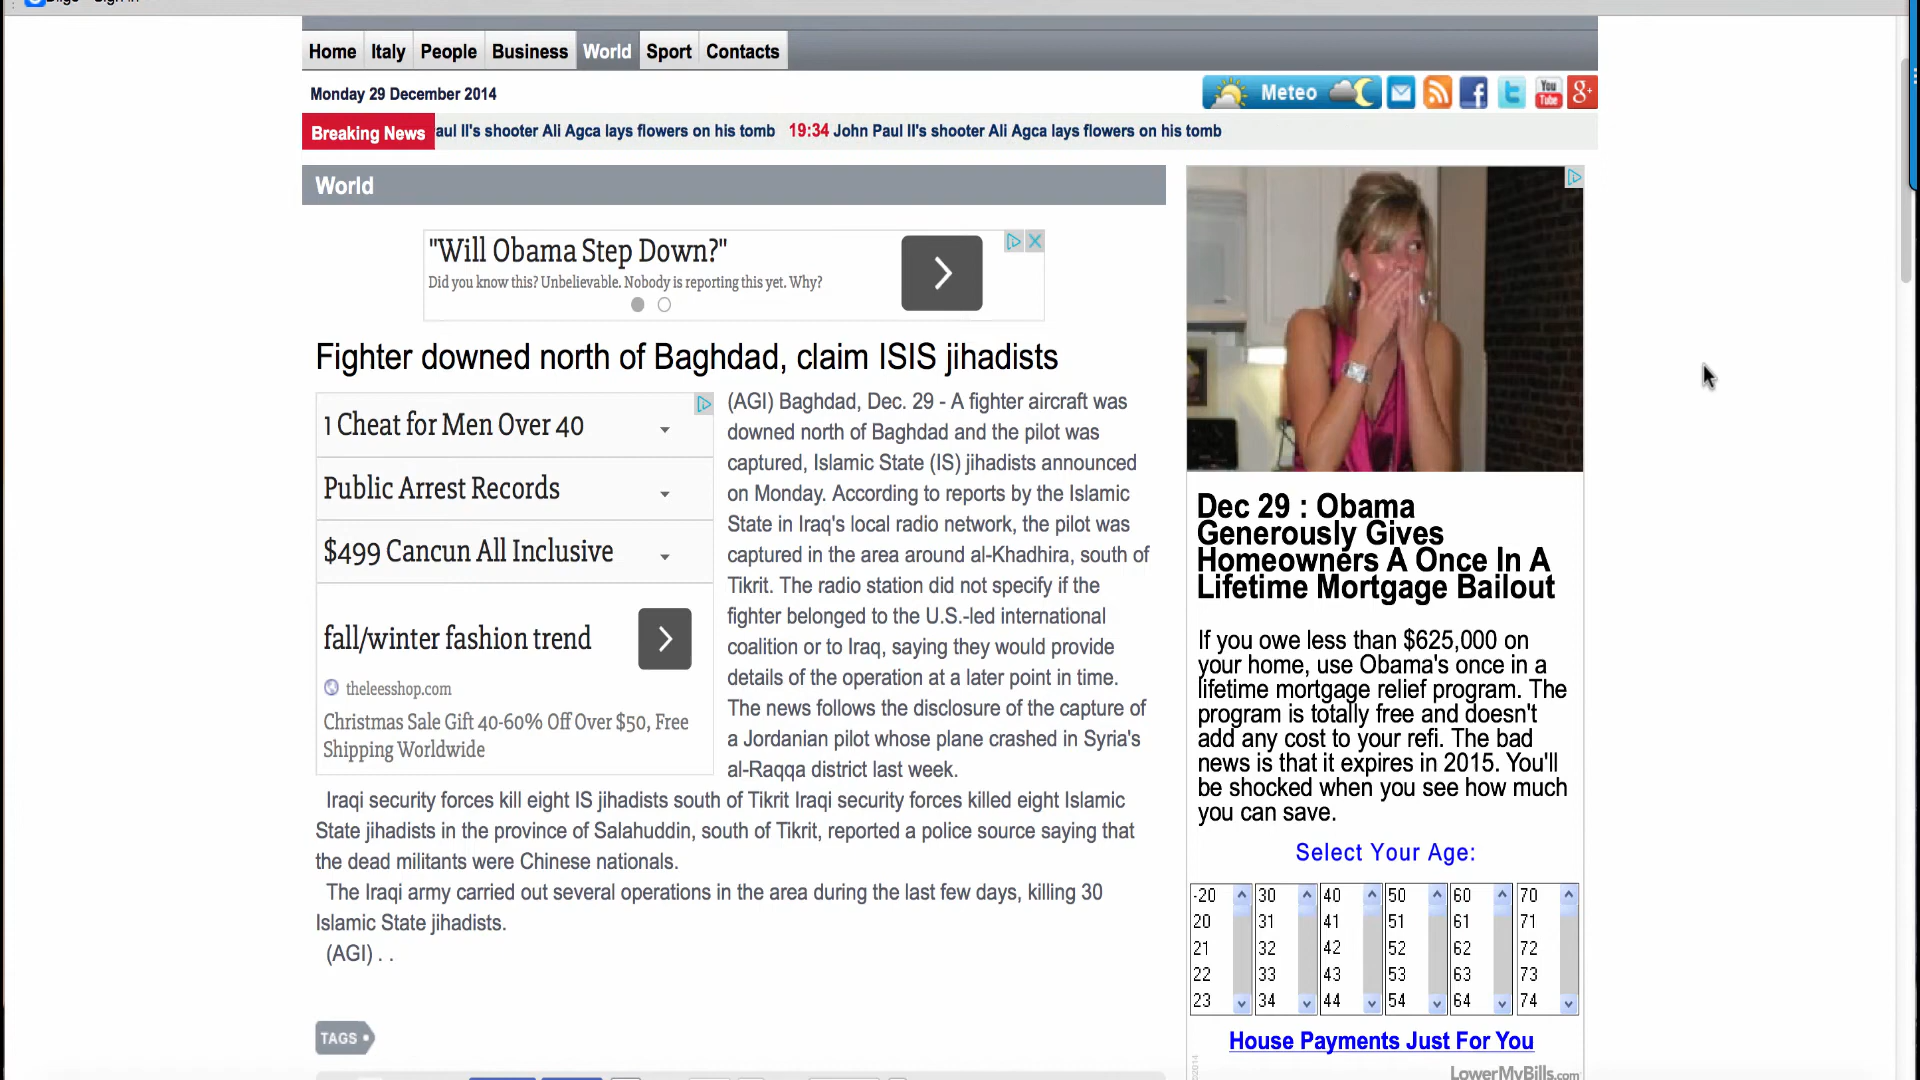 Home Italy People Business World Sport Contacts
Monday 29 December 2014
Meteo
You Tube
g+
Breaking News aul II's shooter Ali Agca lays flowers on his tomb 19:34 John Paul II's shooter Ali Agca lays flowers on his tomb
World
"Will Obama Step Down?"
Did you know this? Unbelievable. Nobody is reporting this yet. Why?
Fighter downed north of Baghdad, claim ISIS jihadists
1 Cheat for Men Over 40
Public Arrest Records
$499 Cancun All Inclusive
fall/winter fashion trend
theleesshop.com
Christmas Sale Gift 40-60% Off Over $50, Free
Shipping Worldwide
(AGI) Baghdad, Dec. 29 - A fighter aircraft was
downed north of Baghdad and the pilot was
captured, Islamic State (IS) jihadists announced
on Monday. According to reports by the Islamic
State in Iraq's local radio network, the pilot was
captured in the area around al-Khadhira, south of
Tikrit. The radio station did not specify if the
fighter belonged to the U.S.-led international
coalition or to Iraq, saying they would provide
details of the operation at a later point in time.
The news follows the disclosure of the capture of
a Jordanian pilot whose plane crashed in Syria's
al-Raqqa district last week.
Iraqi security forces kill eight IS jihadists south of Tikrit Iraqi security forces killed eight Islamic
State jihadists in the province of Salahuddin, south of Tikrit, reported a police source saying that
the dead militants were Chinese nationals.
The Iraqi army carried out several operations in the area during the last few days, killing 30
Islamic State jihadists.
(AGI) . .
TAGS
Dec 29 : Obama
Generously Gives
Homeowners A Once In A
Lifetime Mortgage Bailout
If you owe less than $625,000 on
your home, use Obama's once in a
lifetime mortgage relief program. The
program is totally free and doesn't
add any cost to your refi. The bad
news is that it expires in 2015. You'll
be shocked when you see how much
you can save.
Select Your Age:
-20 30 40 50 60 70
20 31 41 51 61 71
21 32 42 52 62 72
22 33 43 53 63 73
23 34 44 54 64 74
House Payments Just For You
LowerMyBills.com